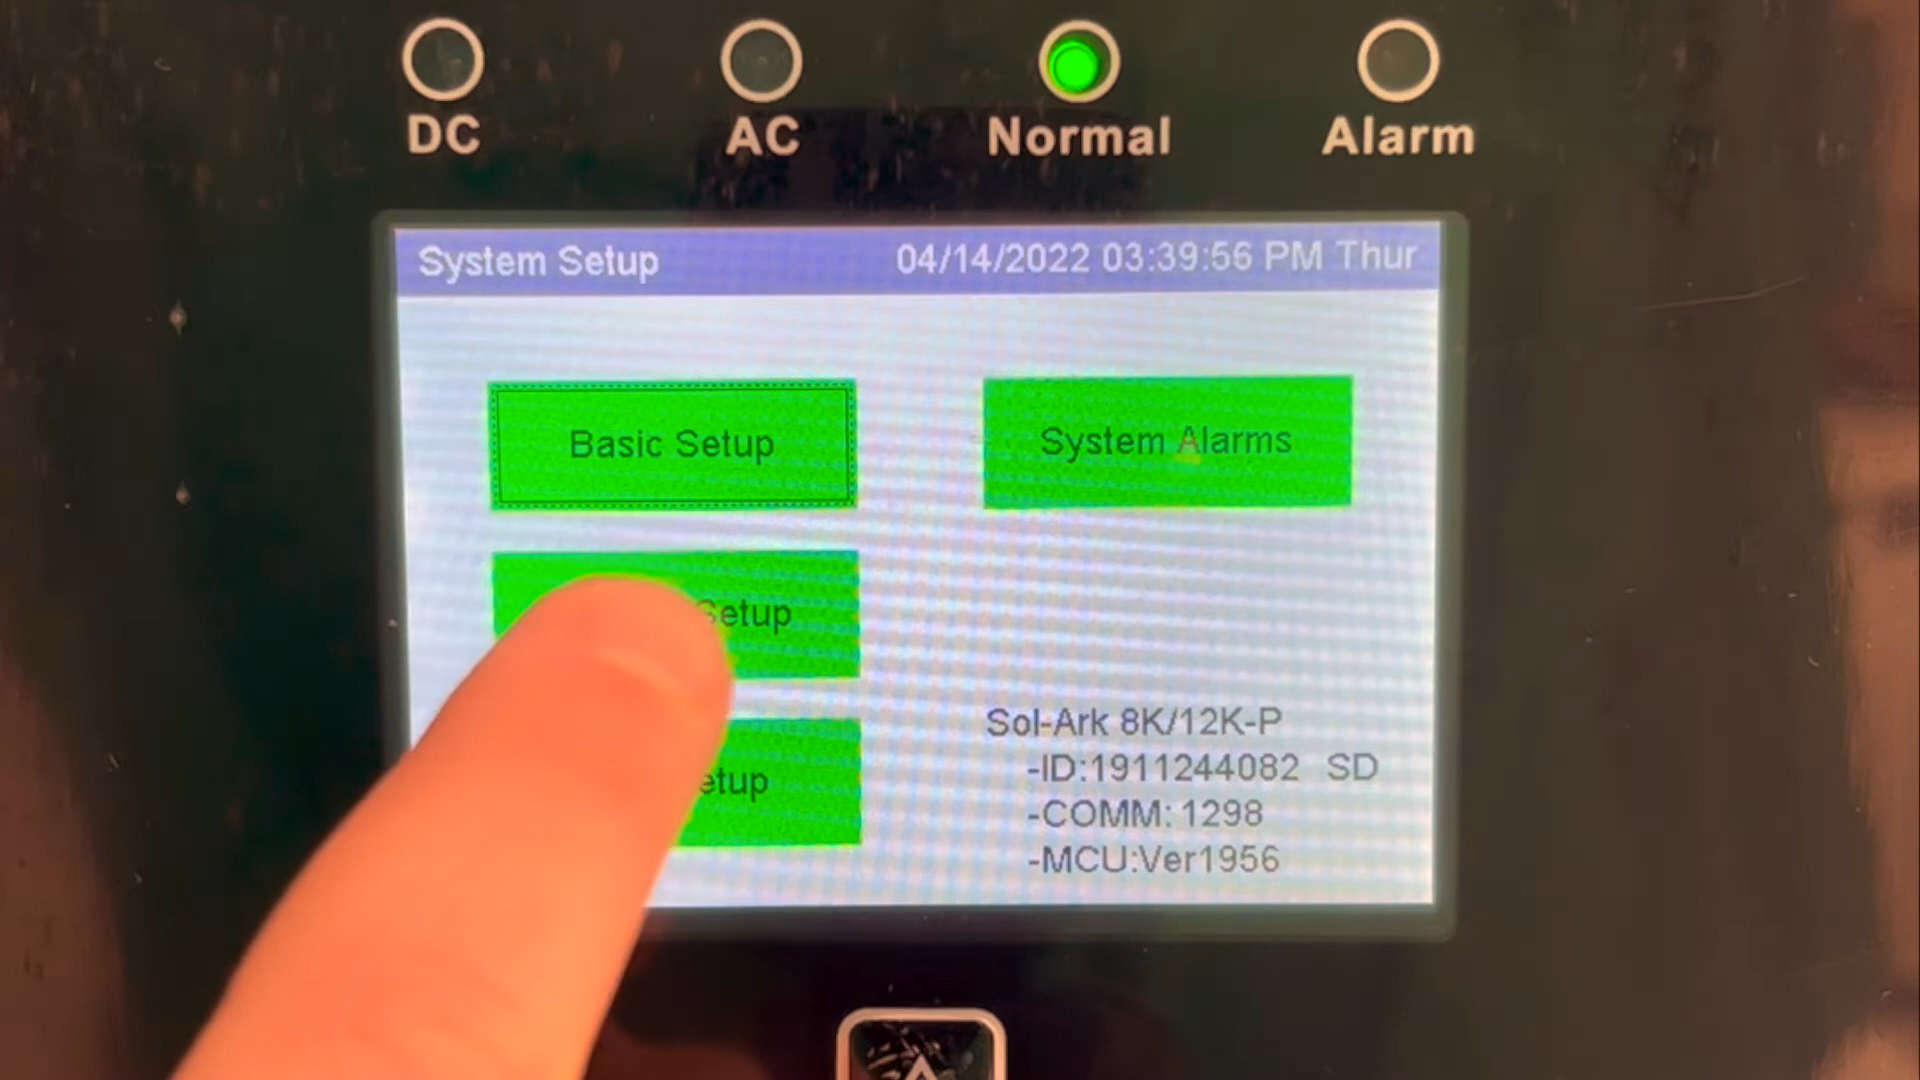 DC AC Normal Alarm
System Setup 04/14/2022 03:39:56 PM Thur
Basic Setup
System Alarms
Setup
Sol-Ark 8K/12K-P
-ID:1911244082 SD
-COMM: 1298
-MCU:Ver1956